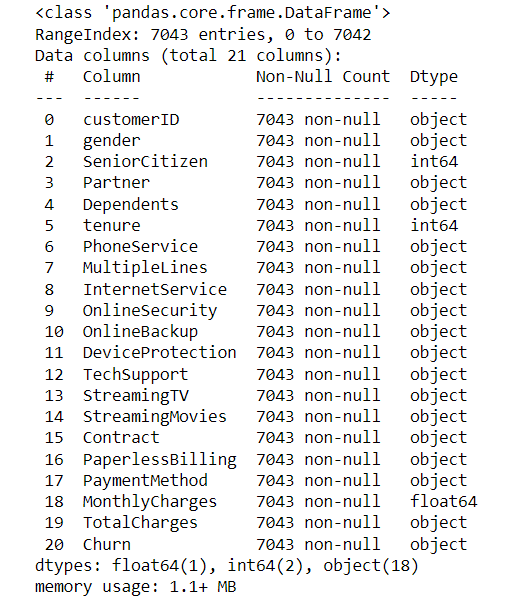 <class 'pandas.core.frame.DataFrame'>
RangeIndex: 7043 entries, 0 to 7042
Data columns (total 21 columns):
 #   Column            Non-Null Count  Dtype
---  ------            --------------  -----
 0   customerID        7043 non-null   object
 1   gender            7043 non-null   object
 2   SeniorCitizen     7043 non-null   int64
 3   Partner           7043 non-null   object
 4   Dependents        7043 non-null   object
 5   tenure            7043 non-null   int64
 6   PhoneService      7043 non-null   object
 7   MultipleLines     7043 non-null   object
 8   InternetService   7043 non-null   object
 9   OnlineSecurity    7043 non-null   object
 10  OnlineBackup      7043 non-null   object
 11  DeviceProtection  7043 non-null   object
 12  TechSupport       7043 non-null   object
 13  StreamingTV       7043 non-null   object
 14  StreamingMovies   7043 non-null   object
 15  Contract          7043 non-null   object
 16  PaperlessBilling  7043 non-null   object
 17  PaymentMethod     7043 non-null   object
 18  MonthlyCharges    7043 non-null   float64
 19  TotalCharges      7043 non-null   object
 20  Churn             7043 non-null   object
dtypes: float64(1), int64(2), object(18)
memory usage: 1.1+ MB